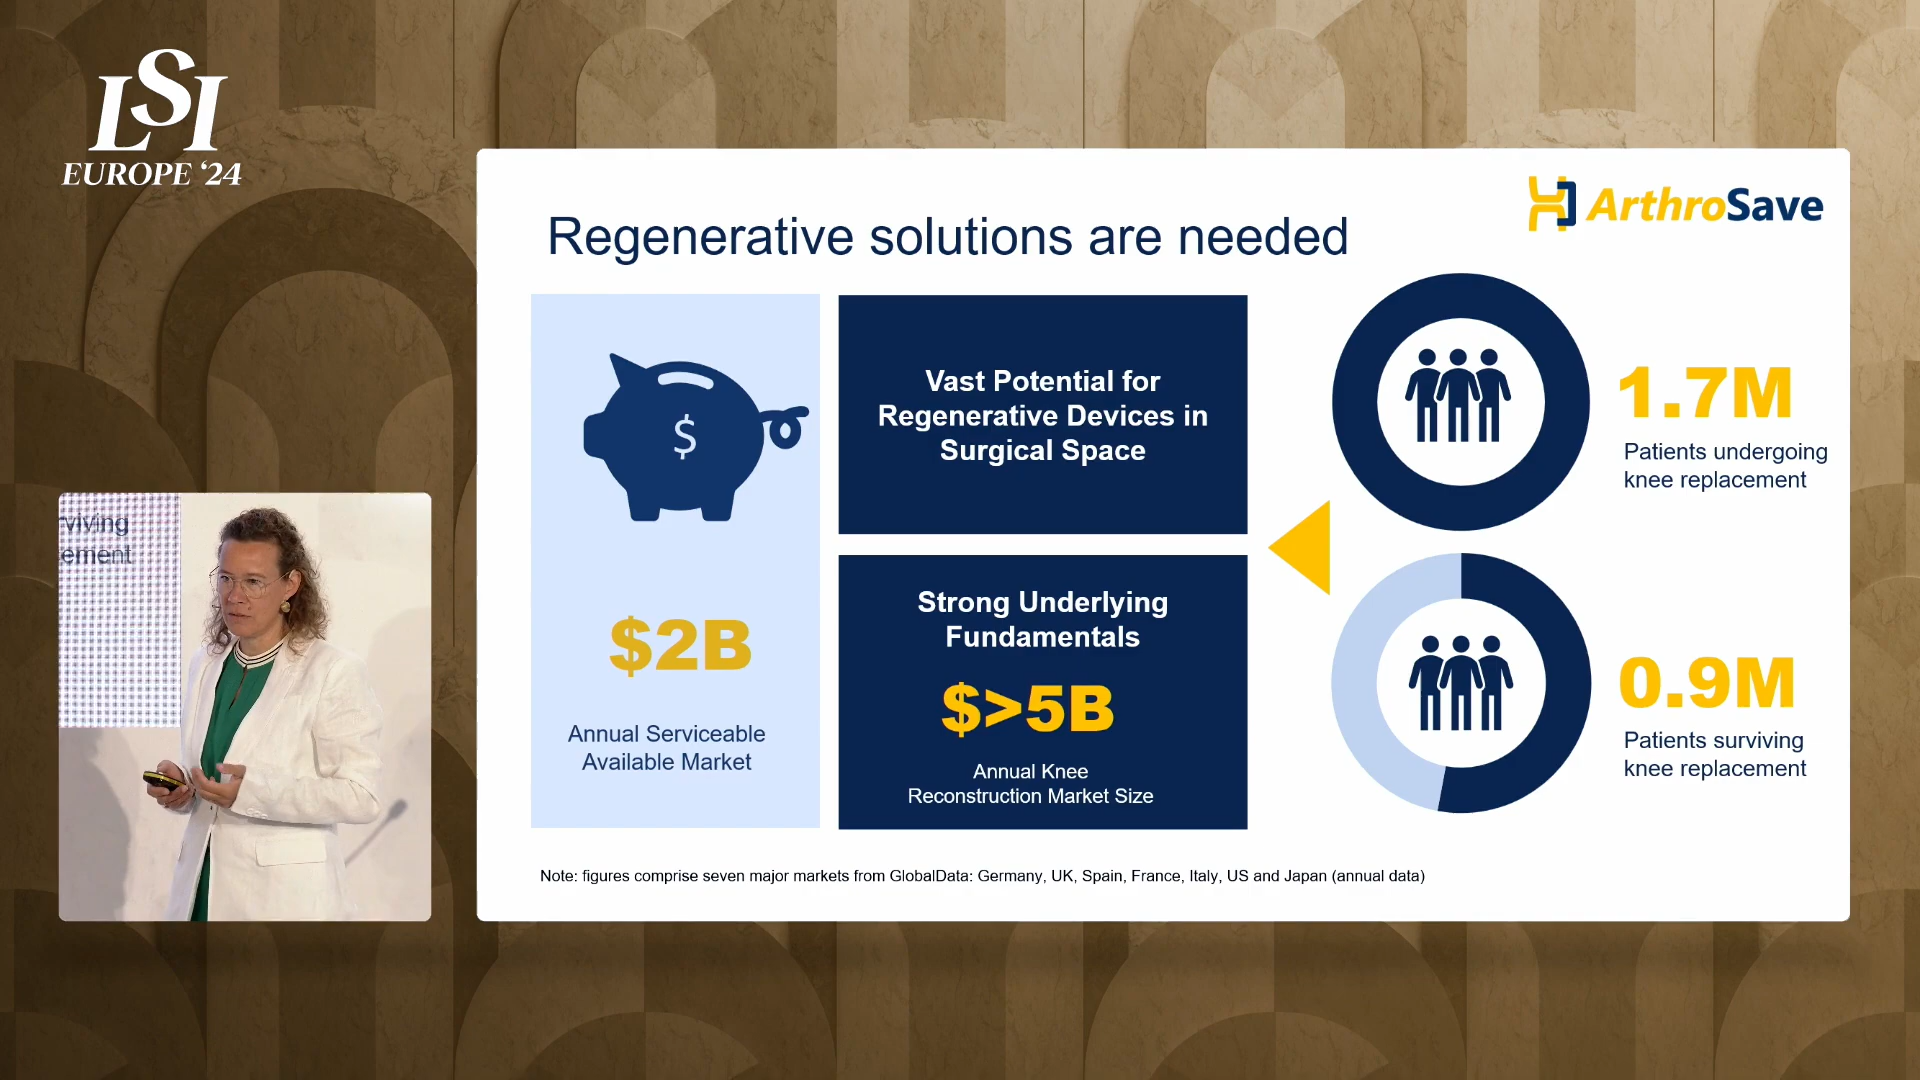 LSI
EUROPE ‘24
ArthroSave
Regenerative solutions are needed
$
$2B
Annual Serviceable
Available Market
Vast Potential for
Regenerative Devices in
Surgical Space
Strong Underlying
Fundamentals
$>5B
Annual Knee
Reconstruction Market Size
1.7M
Patients undergoing
knee replacement
0.9M
Patients surviving
knee replacement
Note: figures comprise seven major markets from GlobalData: Germany, UK, Spain, France, Italy, US and Japan (annual data)
rviving
ement